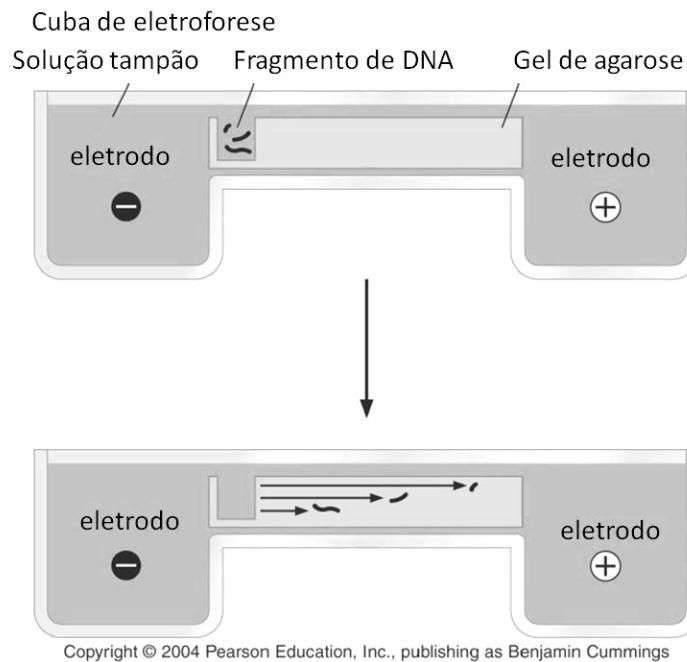 Cuba de eletroforese
Solução tampão Fragmento de DNA Gel de agarose
eletrodo eletrodo
− +
eletrodo eletrodo
− +
Copyright © 2004 Pearson Education, Inc., publishing as Benjamin Cummings